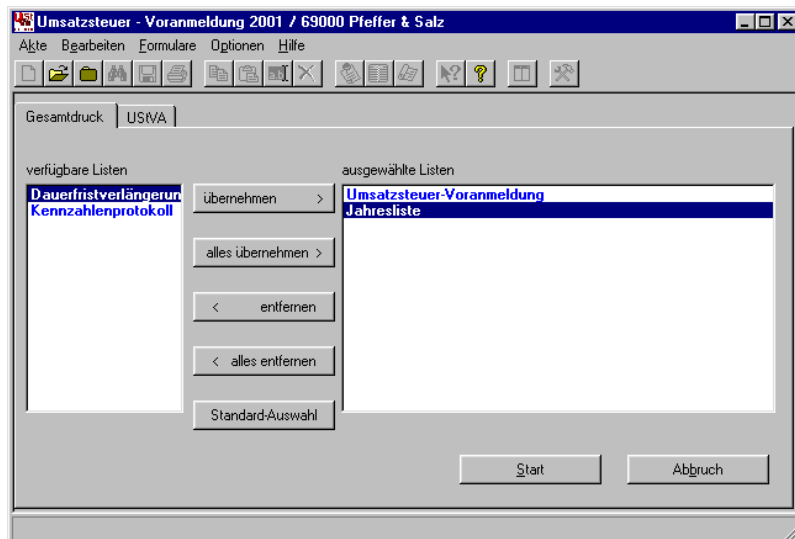 Umsatzsteuer - Voranmeldung 2001 / 69000 Pfeffer & Salz
Akte Bearbeiten Formulare Optionen Hilfe
Gesamtdruck UStVA
verfügbare Listen ausgewählte Listen
Dauerfristverlängerun übernehmen > Umsatzsteuer-Voranmeldung
Kennzahlenprotokoll Jahresliste
alles übernehmen >
< entfernen
< alles entfernen
Standard-Auswahl
Start Abbruch